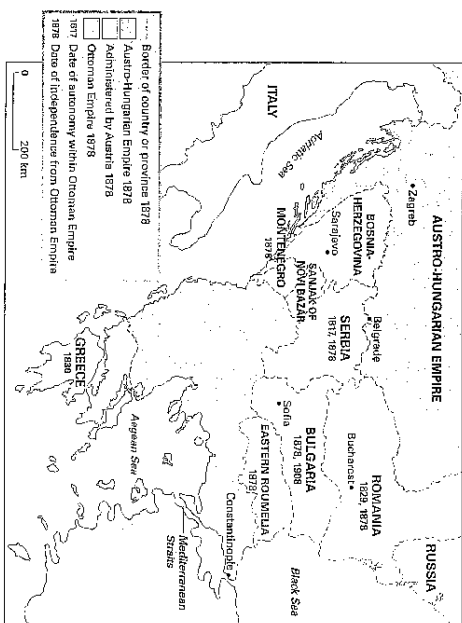 AUSTRO-HUNGARIAN EMPIRE
RUSSIA
Zagreb
ROMANIA
1829, 1878
Belgrade
BOSNIA-
HERZEGOVINA
Bucharest
ITALY
Adriatic Sea
Sarajevo
SERBIA
1817, 1878
SANJAK OF
NOVI BAZAR
BULGARIA
1878, 1908
MONTENEGRO
1878
Sofia
Black Sea
EASTERN ROUMELIA
1878
Constantinople
Mediterranean
Straits
Aegean Sea
GREECE
1830
Border of country or province 1878
Austro-Hungarian Empire 1878
Administered by Austria 1878
Ottoman Empire 1878
1817 Date of autonomy within Ottoman Empire
1878 Date of independence from Ottoman Empire
0 200 km